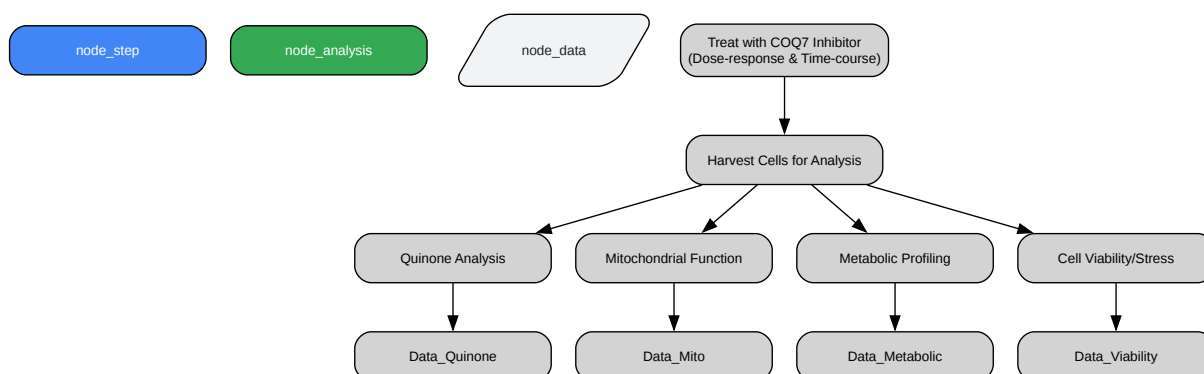 node_step
node_analysis
node_data
Treat with COQ7 Inhibitor
(Dose-response & Time-course)
Harvest Cells for Analysis
Quinone Analysis
Mitochondrial Function
Metabolic Profiling
Cell Viability/Stress
Data_Quinone
Data_Mito
Data_Metabolic
Data_Viability